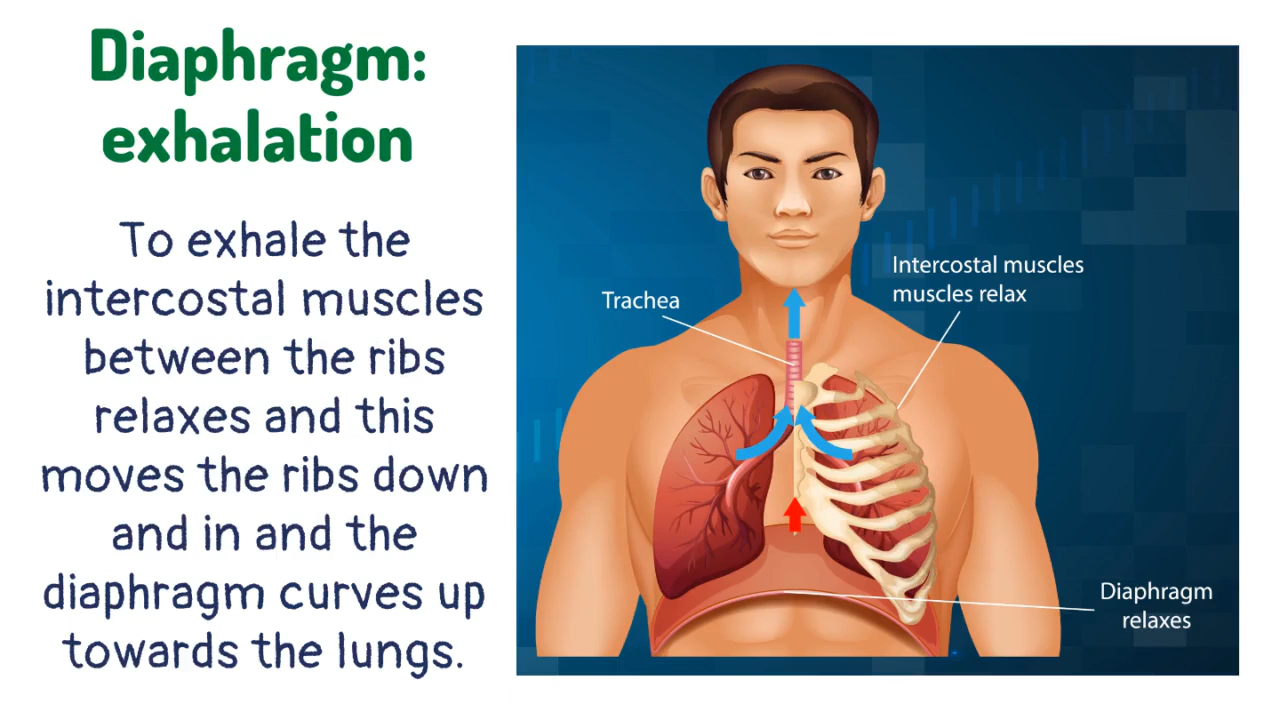 Diaphragm:
exhalation
To exhale the
intercostal muscles
between the ribs
relaxes and this
moves the ribs down
and in and the
diaphragm curves up
towards the lungs.
Trachea
Intercostal muscles
muscles relax
Diaphragm
relaxes